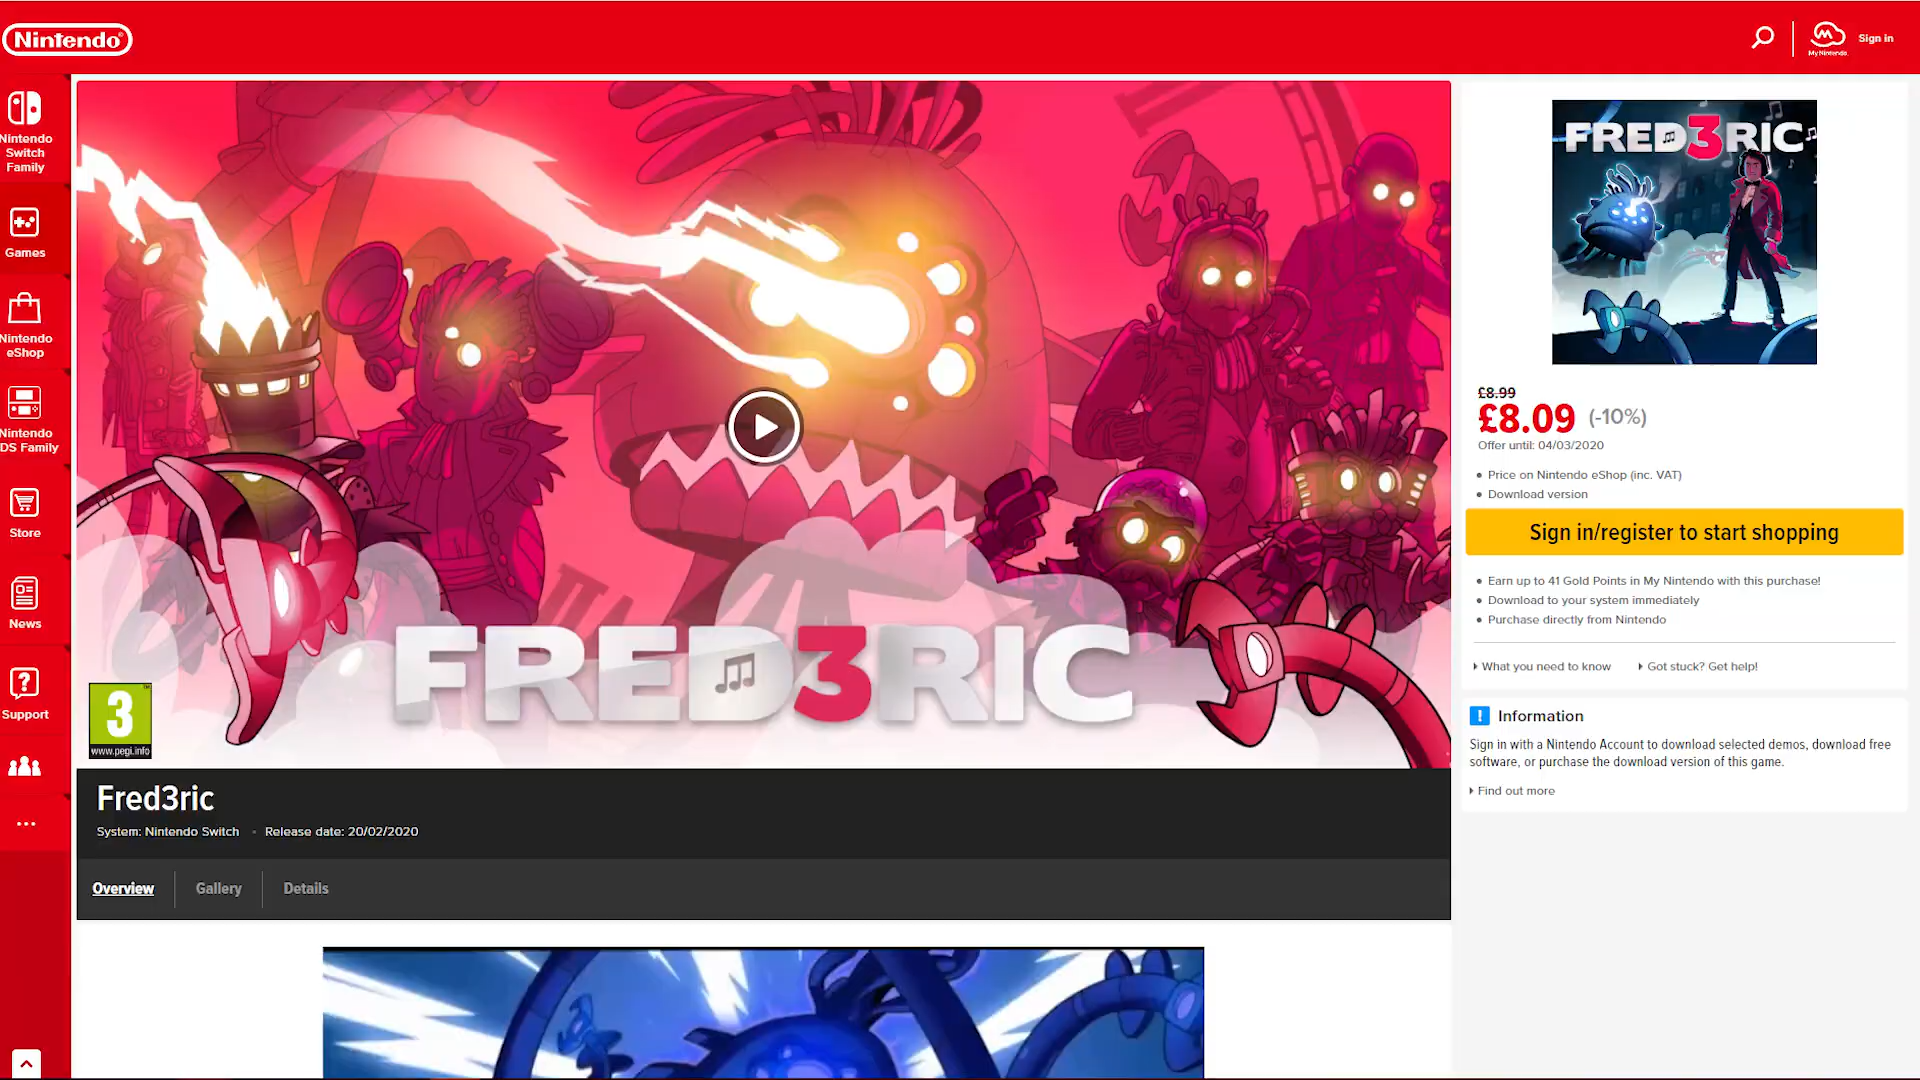 Nintendo
My Nintendo
Sign in
Nintendo
Switch
Family
Games
Nintendo
eShop
Nintendo
DS Family
Store
News
Support
FRED3RIC
3
www.pegi.info
Fred3ric
System: Nintendo Switch
Release date: 20/02/2020
Overview
Gallery
Details
FRED3RIC
£8.99
£8.09 (-10%)
Offer until: 04/03/2020
Price on Nintendo eShop (inc. VAT)
Download version
Sign in/register to start shopping
Earn up to 41 Gold Points in My Nintendo with this purchase!
Download to your system immediately
Purchase directly from Nintendo
What you need to know
Got stuck? Get help!
Information
Sign in with a Nintendo Account to download selected demos, download free
software, or purchase the download version of this game.
Find out more